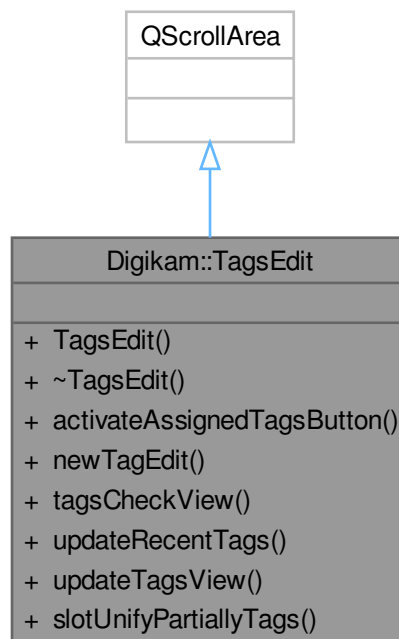 QScrollArea
Digikam::TagsEdit
+ TagsEdit()
+ ~TagsEdit()
+ activateAssignedTagsButton()
+ newTagEdit()
+ tagsCheckView()
+ updateRecentTags()
+ updateTagsView()
+ slotUnifyPartiallyTags()